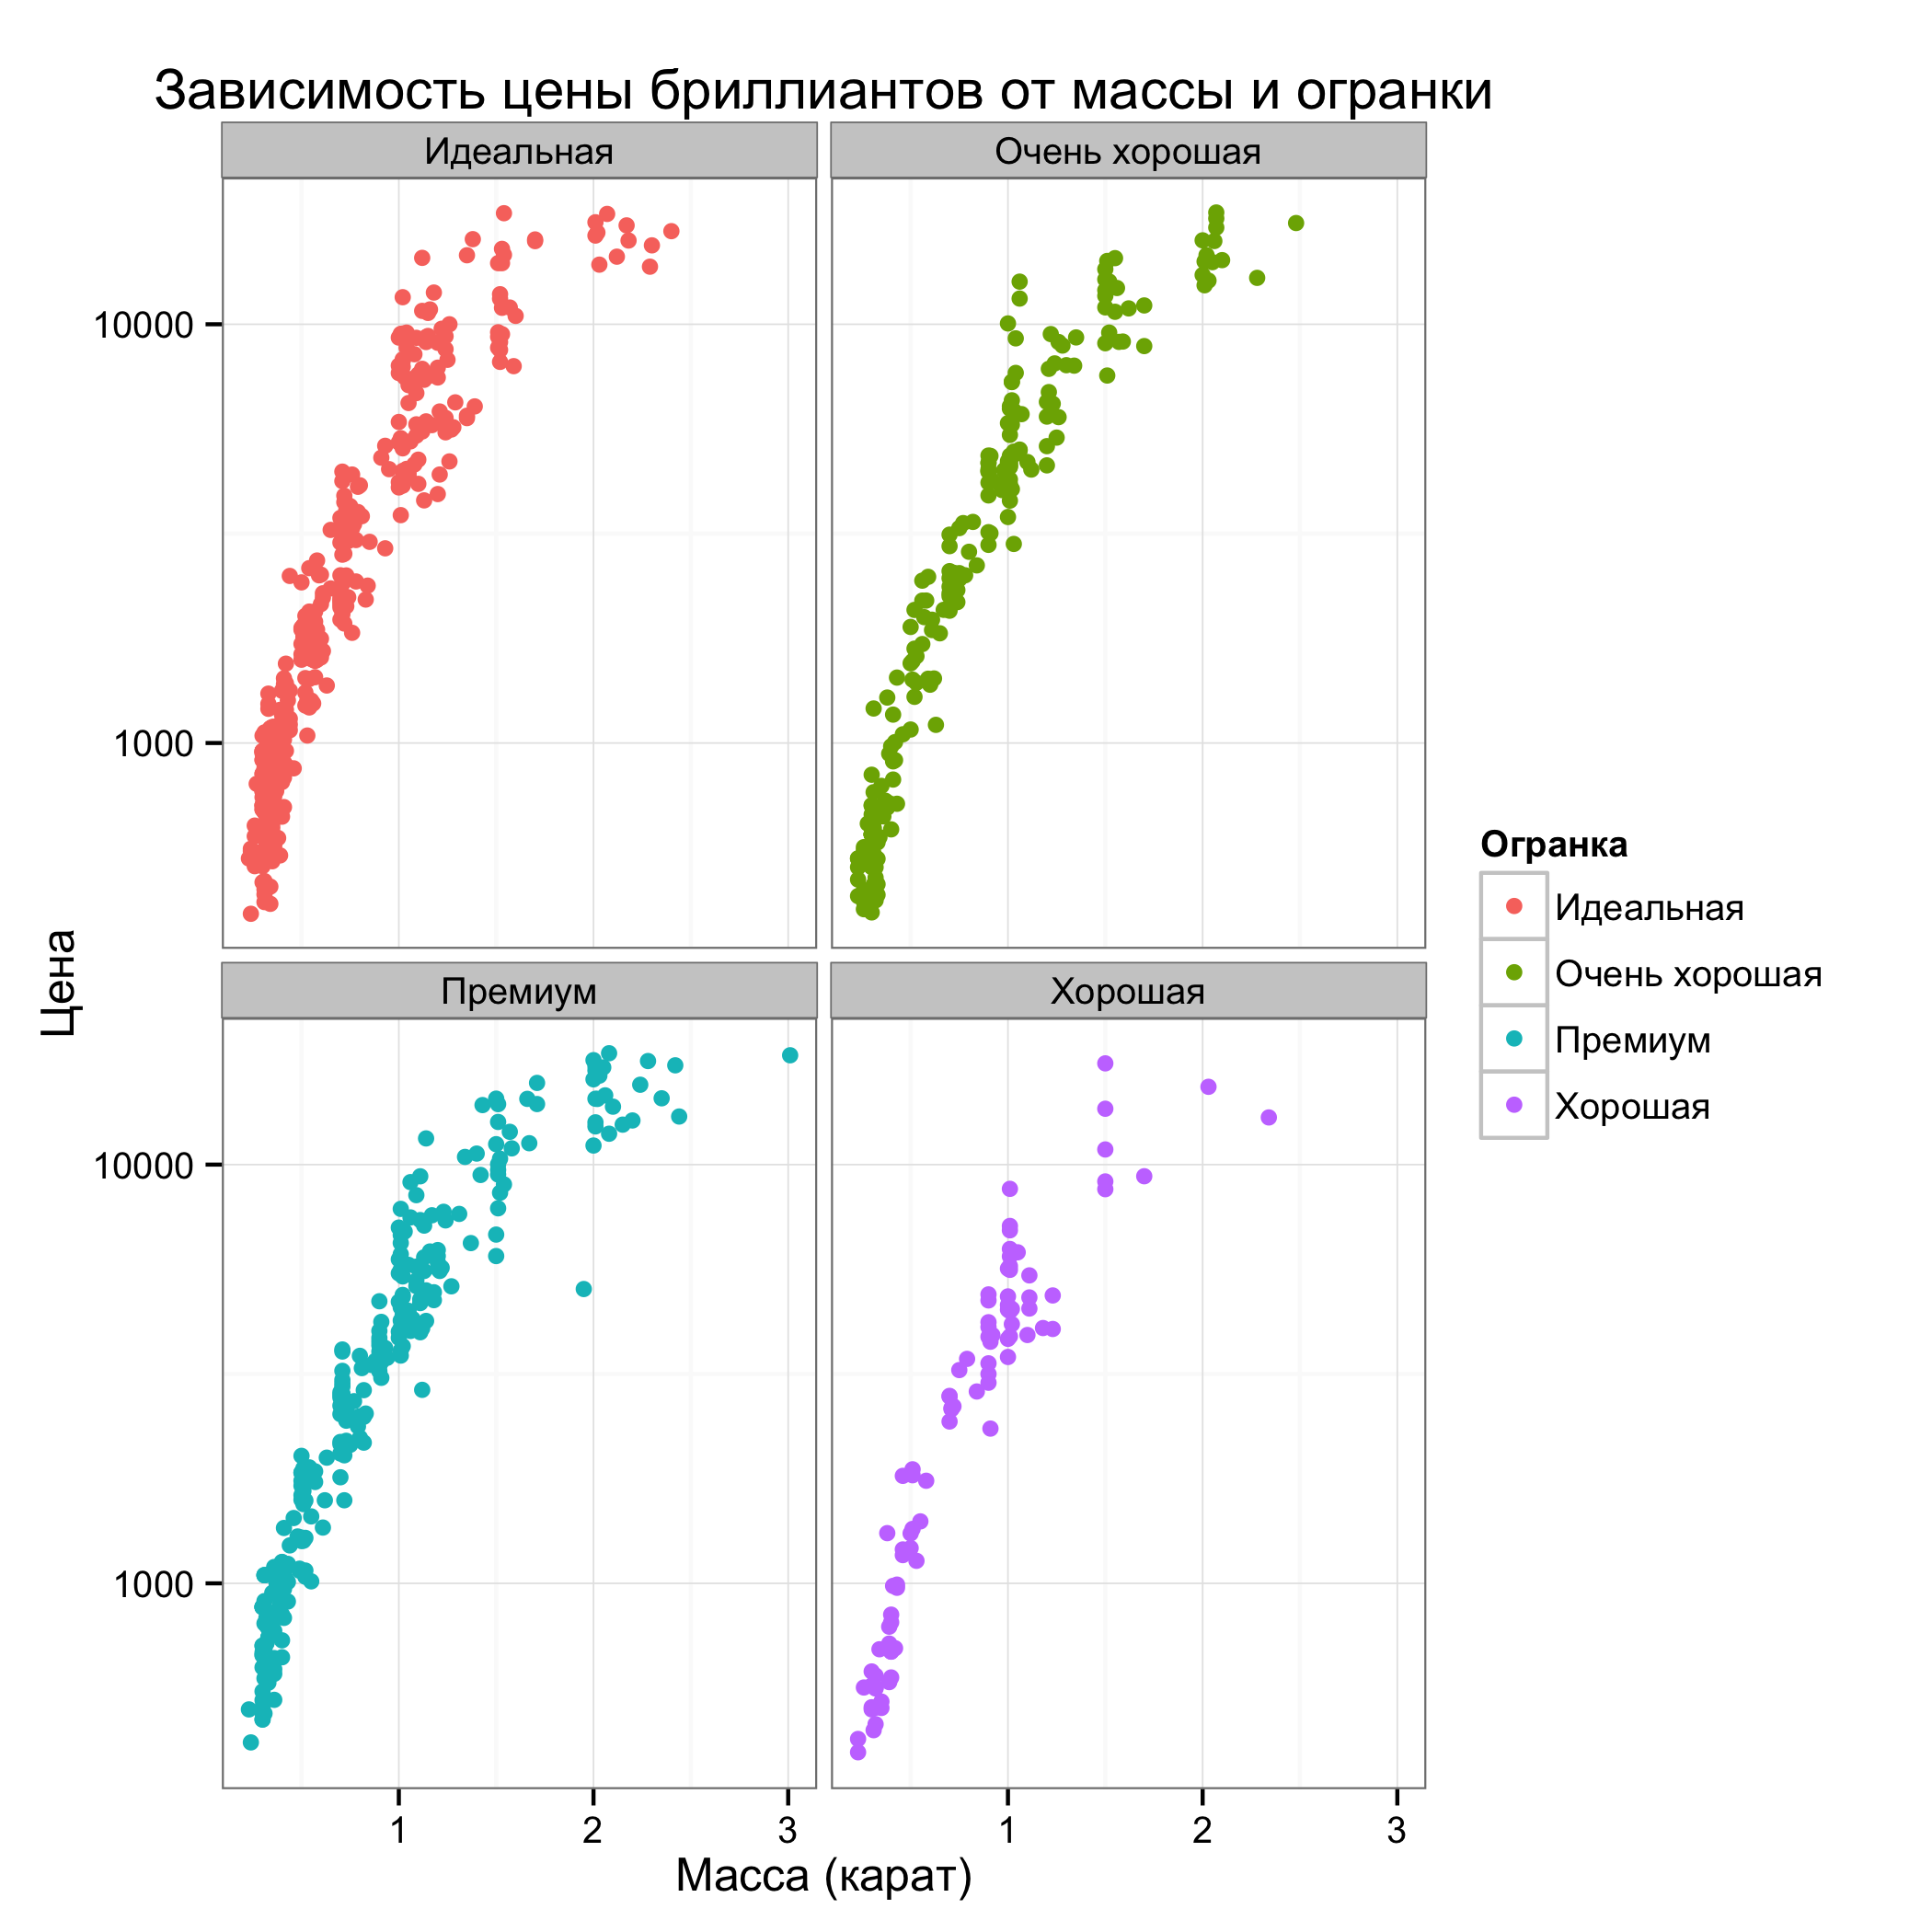 Зависимость цены бриллиантов от массы и огранки
Идеальная
Очень хорошая
10000
1000
Премиум
Хорошая
10000
1000
1
2
3
1
2
3
Масса (карат)
Цена
Огранка
Идеальная
Очень хорошая
Премиум
Хорошая